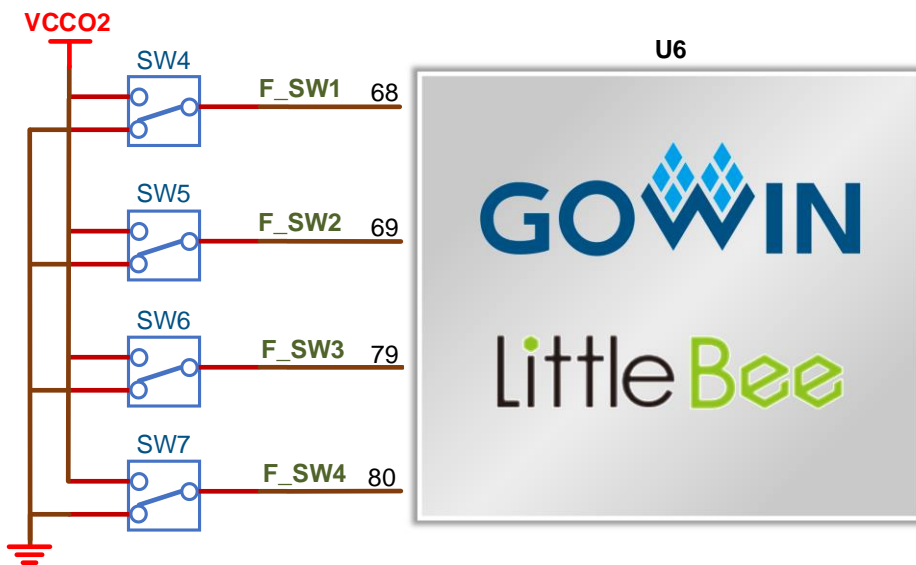 VCCO2
U6
SW4
F_SW1 68
SW5
F_SW2 69
SW6
F_SW3 79
SW7
F_SW4 80
GOWIN
LittleBee